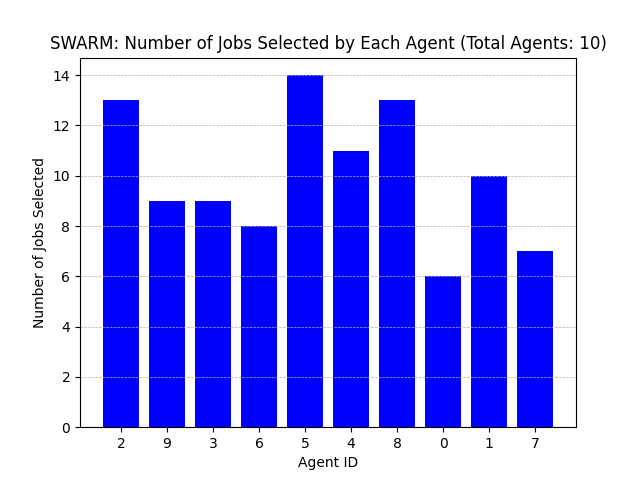 SWARM: Number of Jobs Selected by Each Agent (Total Agents: 10)
Number of Jobs Selected
14
12
10
8
6
4
2
0
2 9 3 6 5 4 8 0 1 7
Agent ID